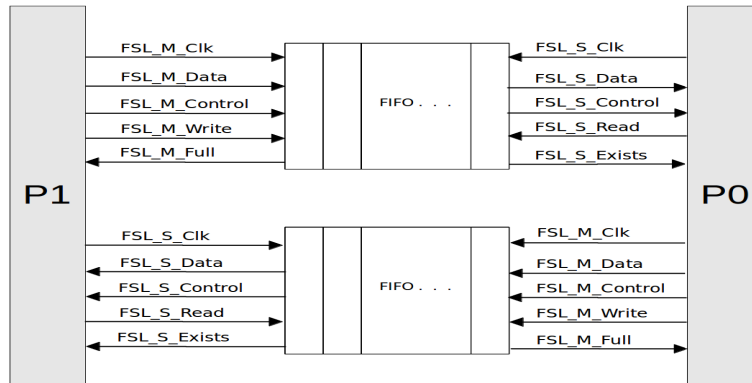 P1
FSL_M_Clk
FSL_M_Data
FSL_M_Control
FSL_M_Write
FSL_M_Full
FIFO . . .
FSL_S_Clk
FSL_S_Data
FSL_S_Control
FSL_S_Read
FSL_S_Exists
P0
FSL_S_Clk
FSL_S_Data
FSL_S_Control
FSL_S_Read
FSL_S_Exists
FIFO . . .
FSL_M_Clk
FSL_M_Data
FSL_M_Control
FSL_M_Write
FSL_M_Full